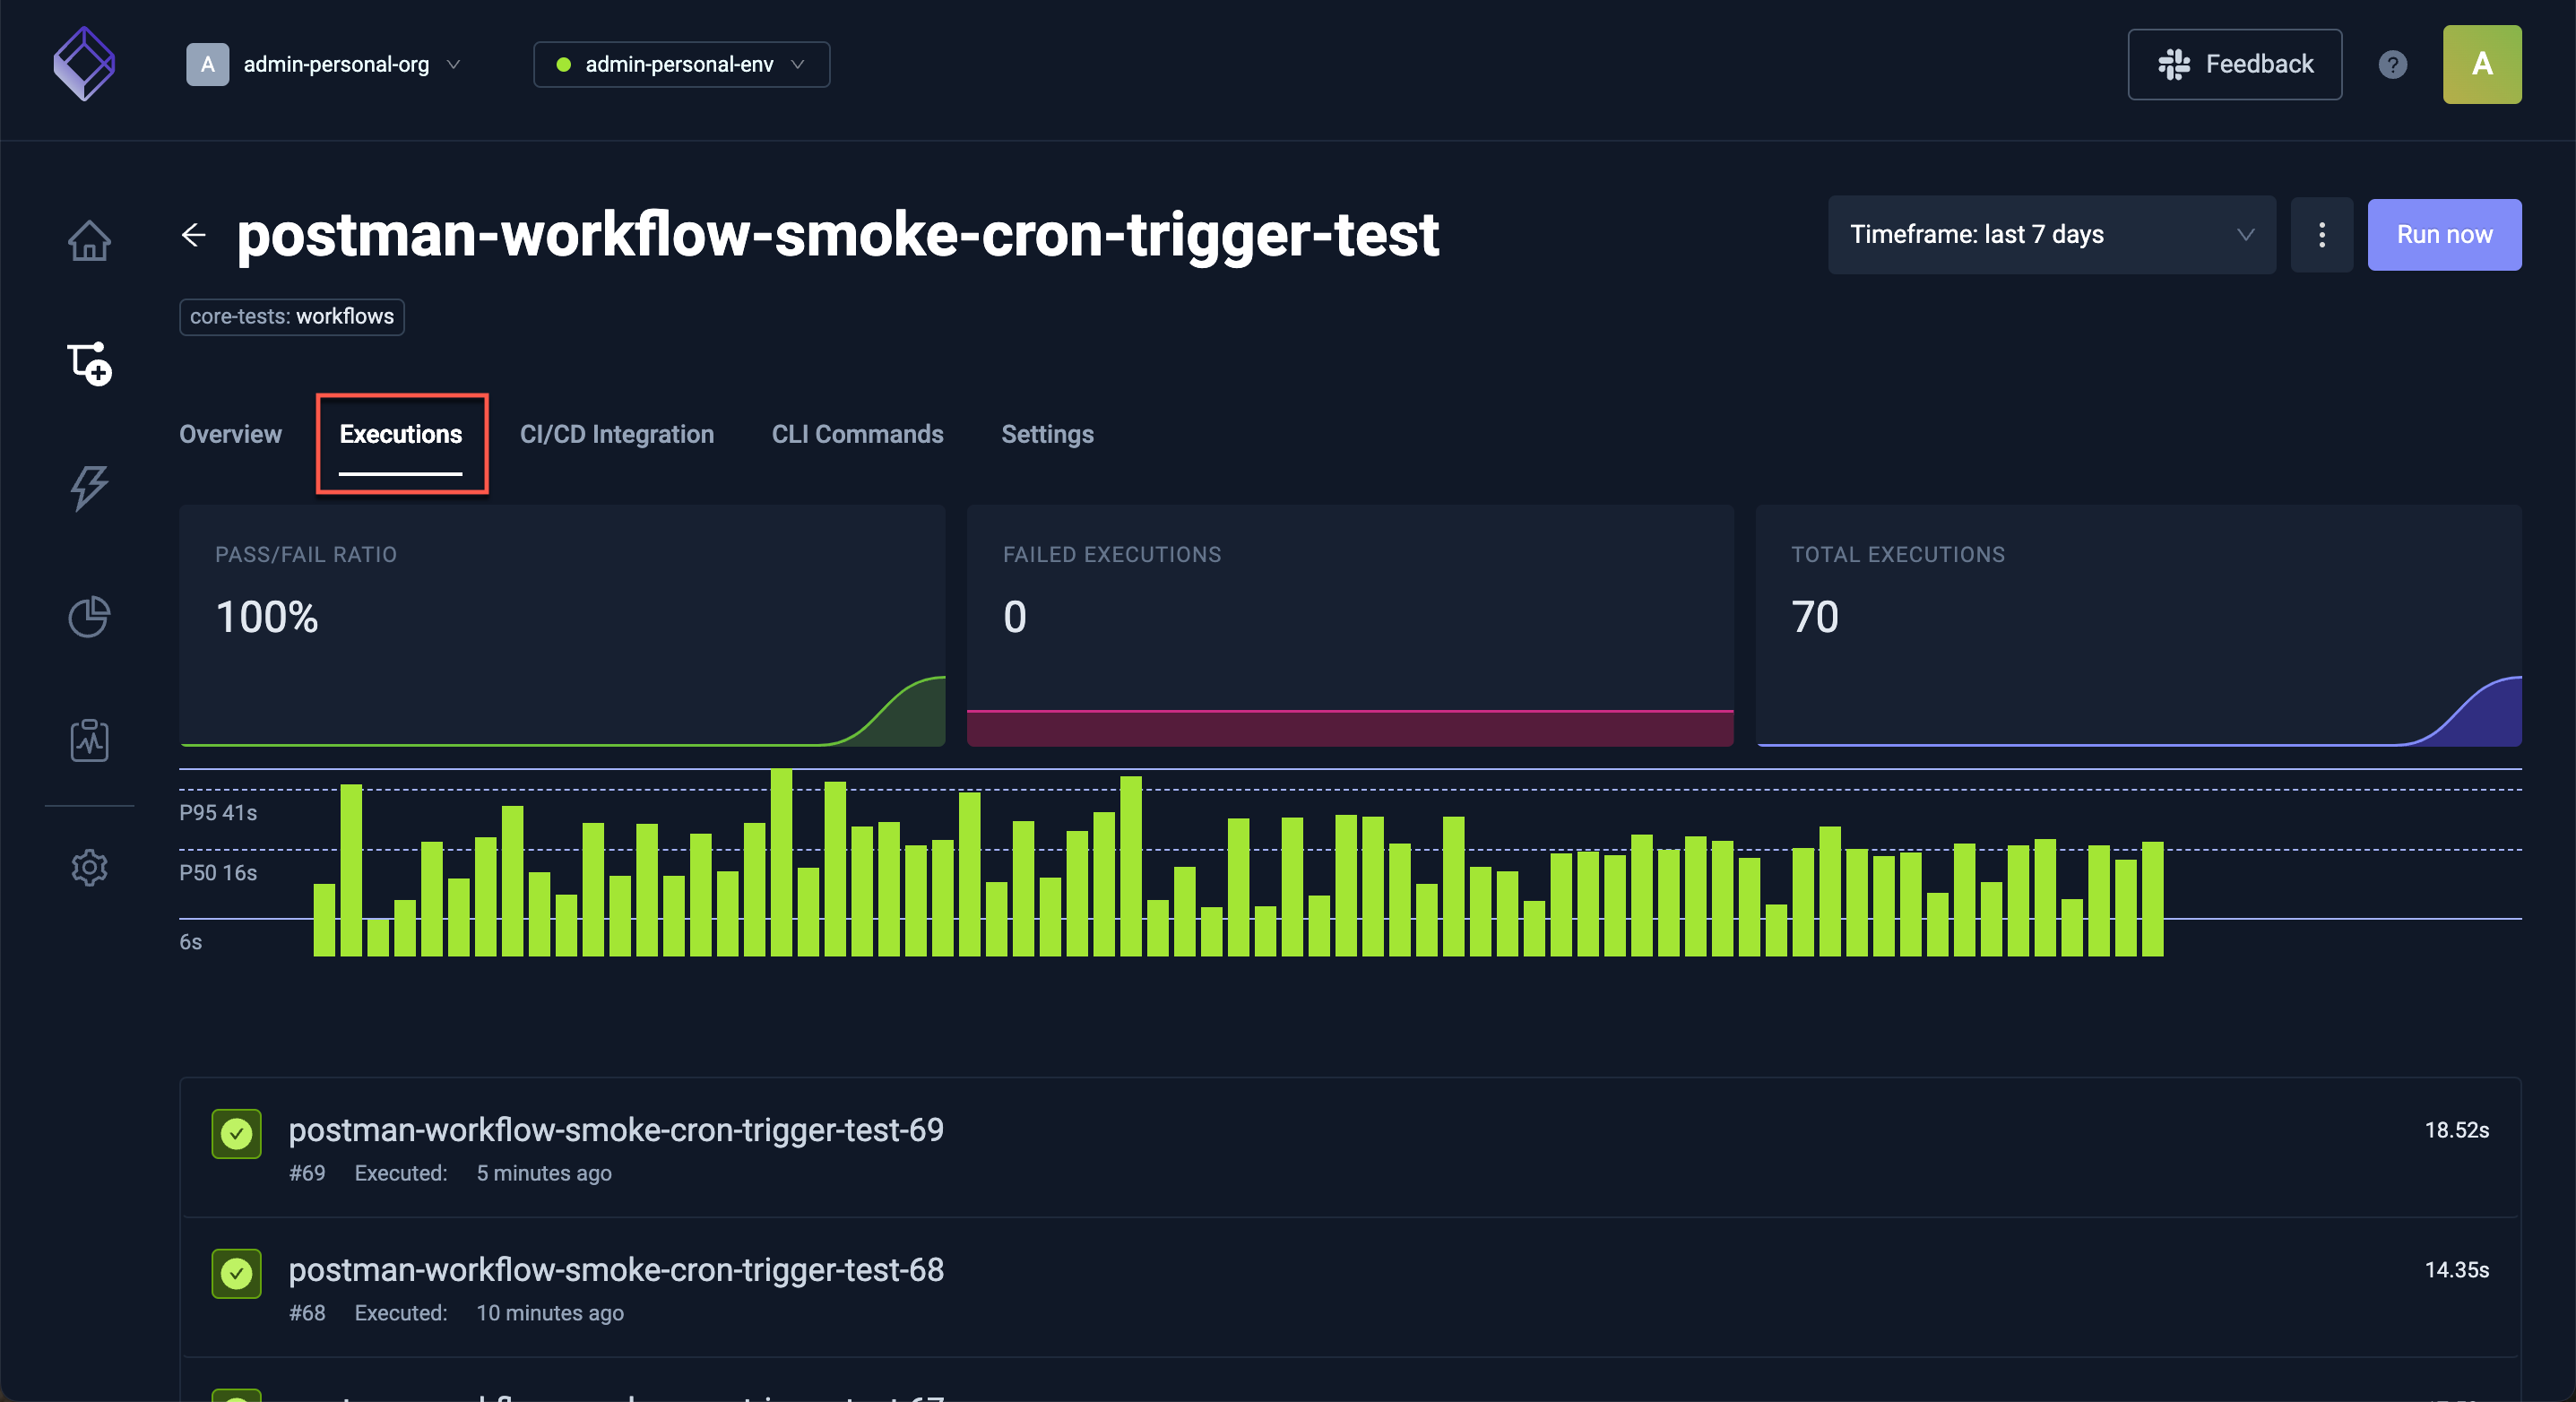 A admin-personal-org
admin-personal-env
Feedback
?
A
postman-workflow-smoke-cron-trigger-test
Timeframe: last 7 days
Run now
core-tests: workflows
Overview
Executions
CI/CD Integration
CLI Commands
Settings
PASS/FAIL RATIO
100%
FAILED EXECUTIONS
0
TOTAL EXECUTIONS
70
P95 41s
P50 16s
6s
postman-workflow-smoke-cron-trigger-test-69
18.52s
#69 Executed: 5 minutes ago
postman-workflow-smoke-cron-trigger-test-68
14.35s
#68 Executed: 10 minutes ago